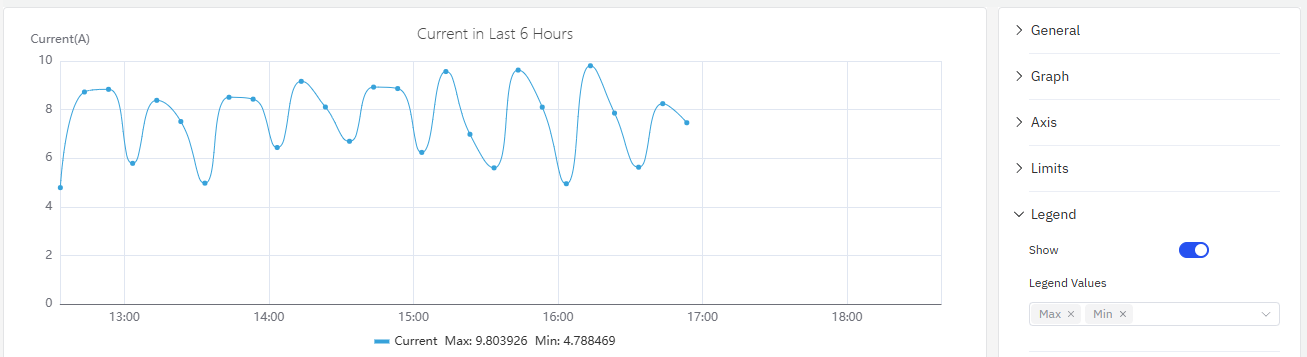 Current in Last 6 Hours
Current(A)
10
8
6
4
2
0
13:00 14:00 15:00 16:00 17:00 18:00
Current Max: 9.803926 Min: 4.788469
General
Graph
Axis
Limits
Legend
Show
Legend Values
Max × Min ×